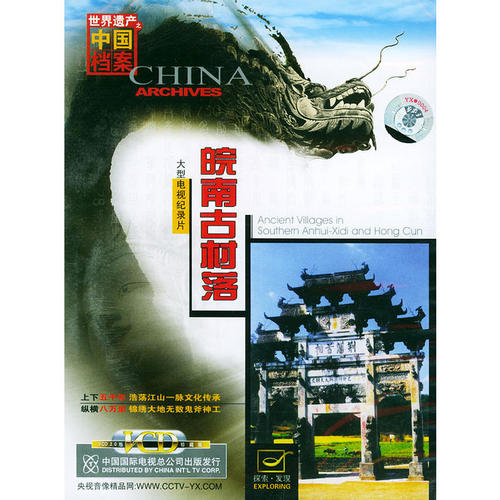 世界遗产之
中国
档案
CHINA
ARCHIVES
大型电视纪录片
皖南古村落
Ancient Villages in
Southern Anhui-Xidi and Hong Cun
荆藩首相
上下五千年 浩荡江山一脉文化传承
纵横八万里 锦绣大地无数鬼斧神工
VCD
中国国际电视总公司出版发行
DISTRIBUTED BY CHINA INT'L TV CORP.
央视音像精品网:WWW.CCTV-YX.COM
探索·发现
EXPLORING